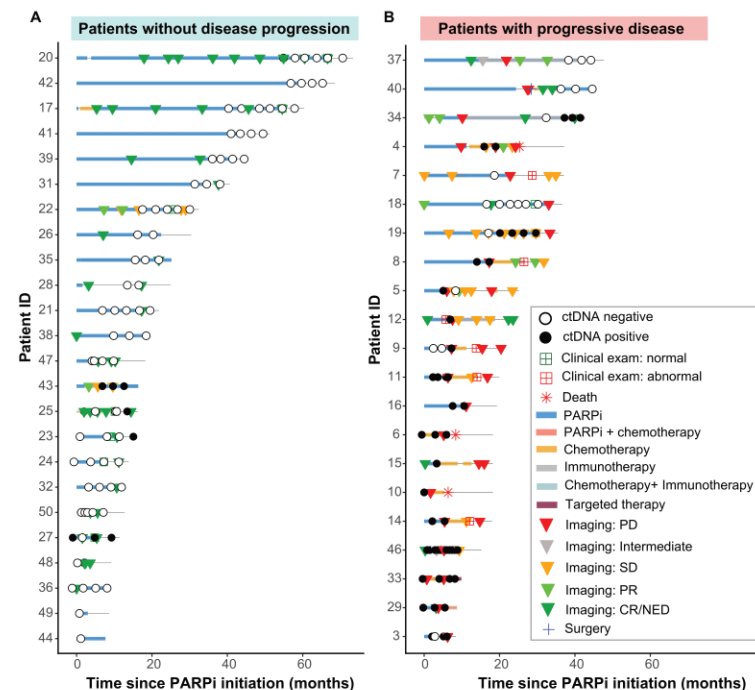 A
Patients without disease progression
Patient ID
20
42
17
41
39
31
22
26
35
28
21
38
47
43
25
23
24
32
50
27
48
36
49
44
0
20
40
60
Time since PARPi initiation (months)
B
Patients with progressive disease
Patient ID
37
40
34
4
7
18
19
8
5
12
9
11
16
6
15
10
14
46
33
29
3
0
20
40
60
Time since PARPi initiation (months)
ctDNA negative
ctDNA positive
Clinical exam: normal
Clinical exam: abnormal
Death
PARPi
PARPi + chemotherapy
Chemotherapy
Immunotherapy
Chemotherapy+ Immunotherapy
Targeted therapy
Imaging: PD
Imaging: Intermediate
Imaging: SD
Imaging: PR
Imaging: CR/NED
Surgery